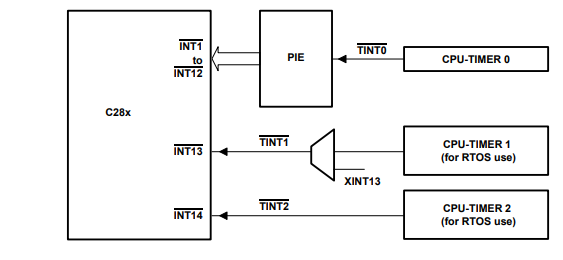 INT1
to
INT12
PIE
TINT0
CPU-TIMER 0
C28x
INT13
TINT1
XINT13
CPU-TIMER 1
(for RTOS use)
INT14
TINT2
CPU-TIMER 2
(for RTOS use)